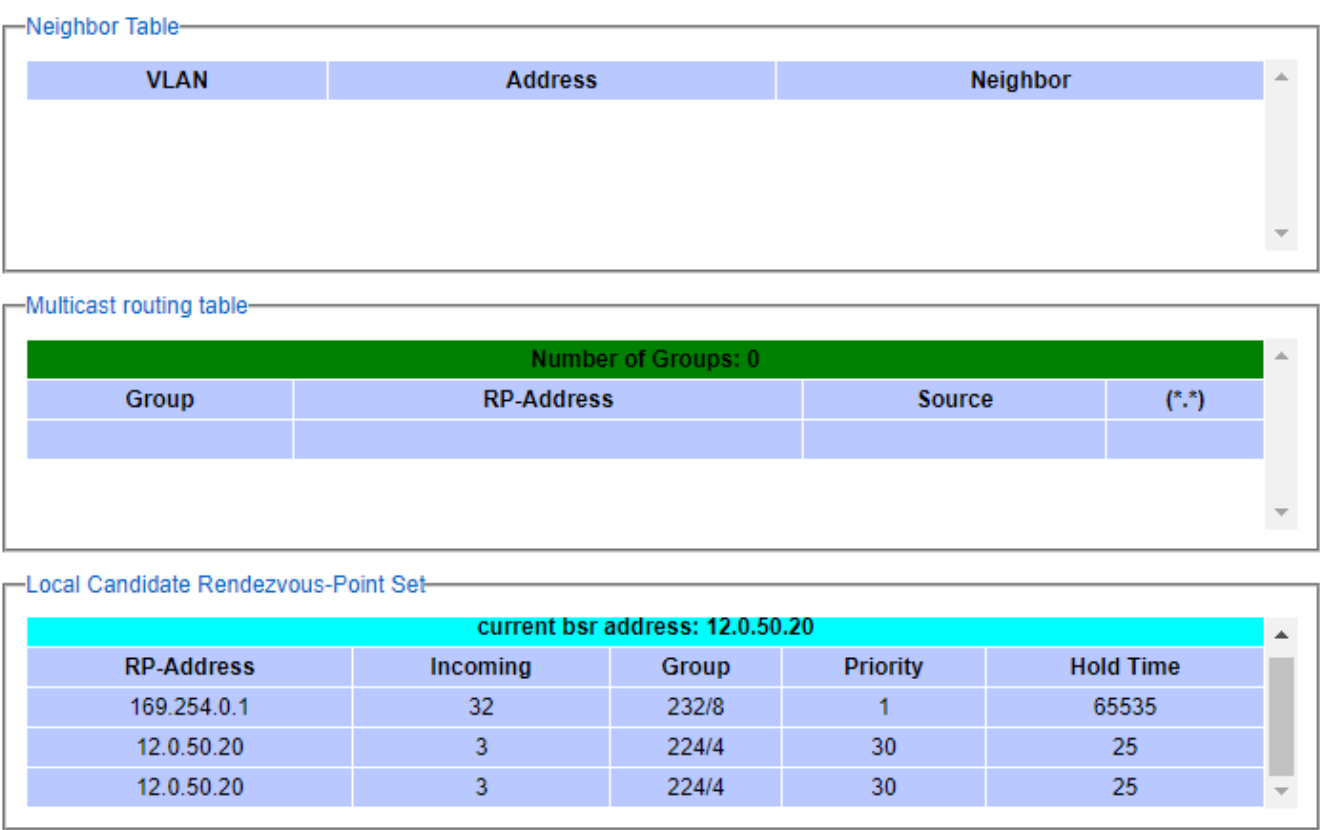 Neighbor Table
VLAN Address Neighbor
Multicast routing table
Number of Groups: 0
Group RP-Address Source (*.*)
Local Candidate Rendezvous-Point Set
current bsr address: 12.0.50.20
RP-Address Incoming Group Priority Hold Time
169.254.0.1 32 232/8 1 65535
12.0.50.20 3 224/4 30 25
12.0.50.20 3 224/4 30 25